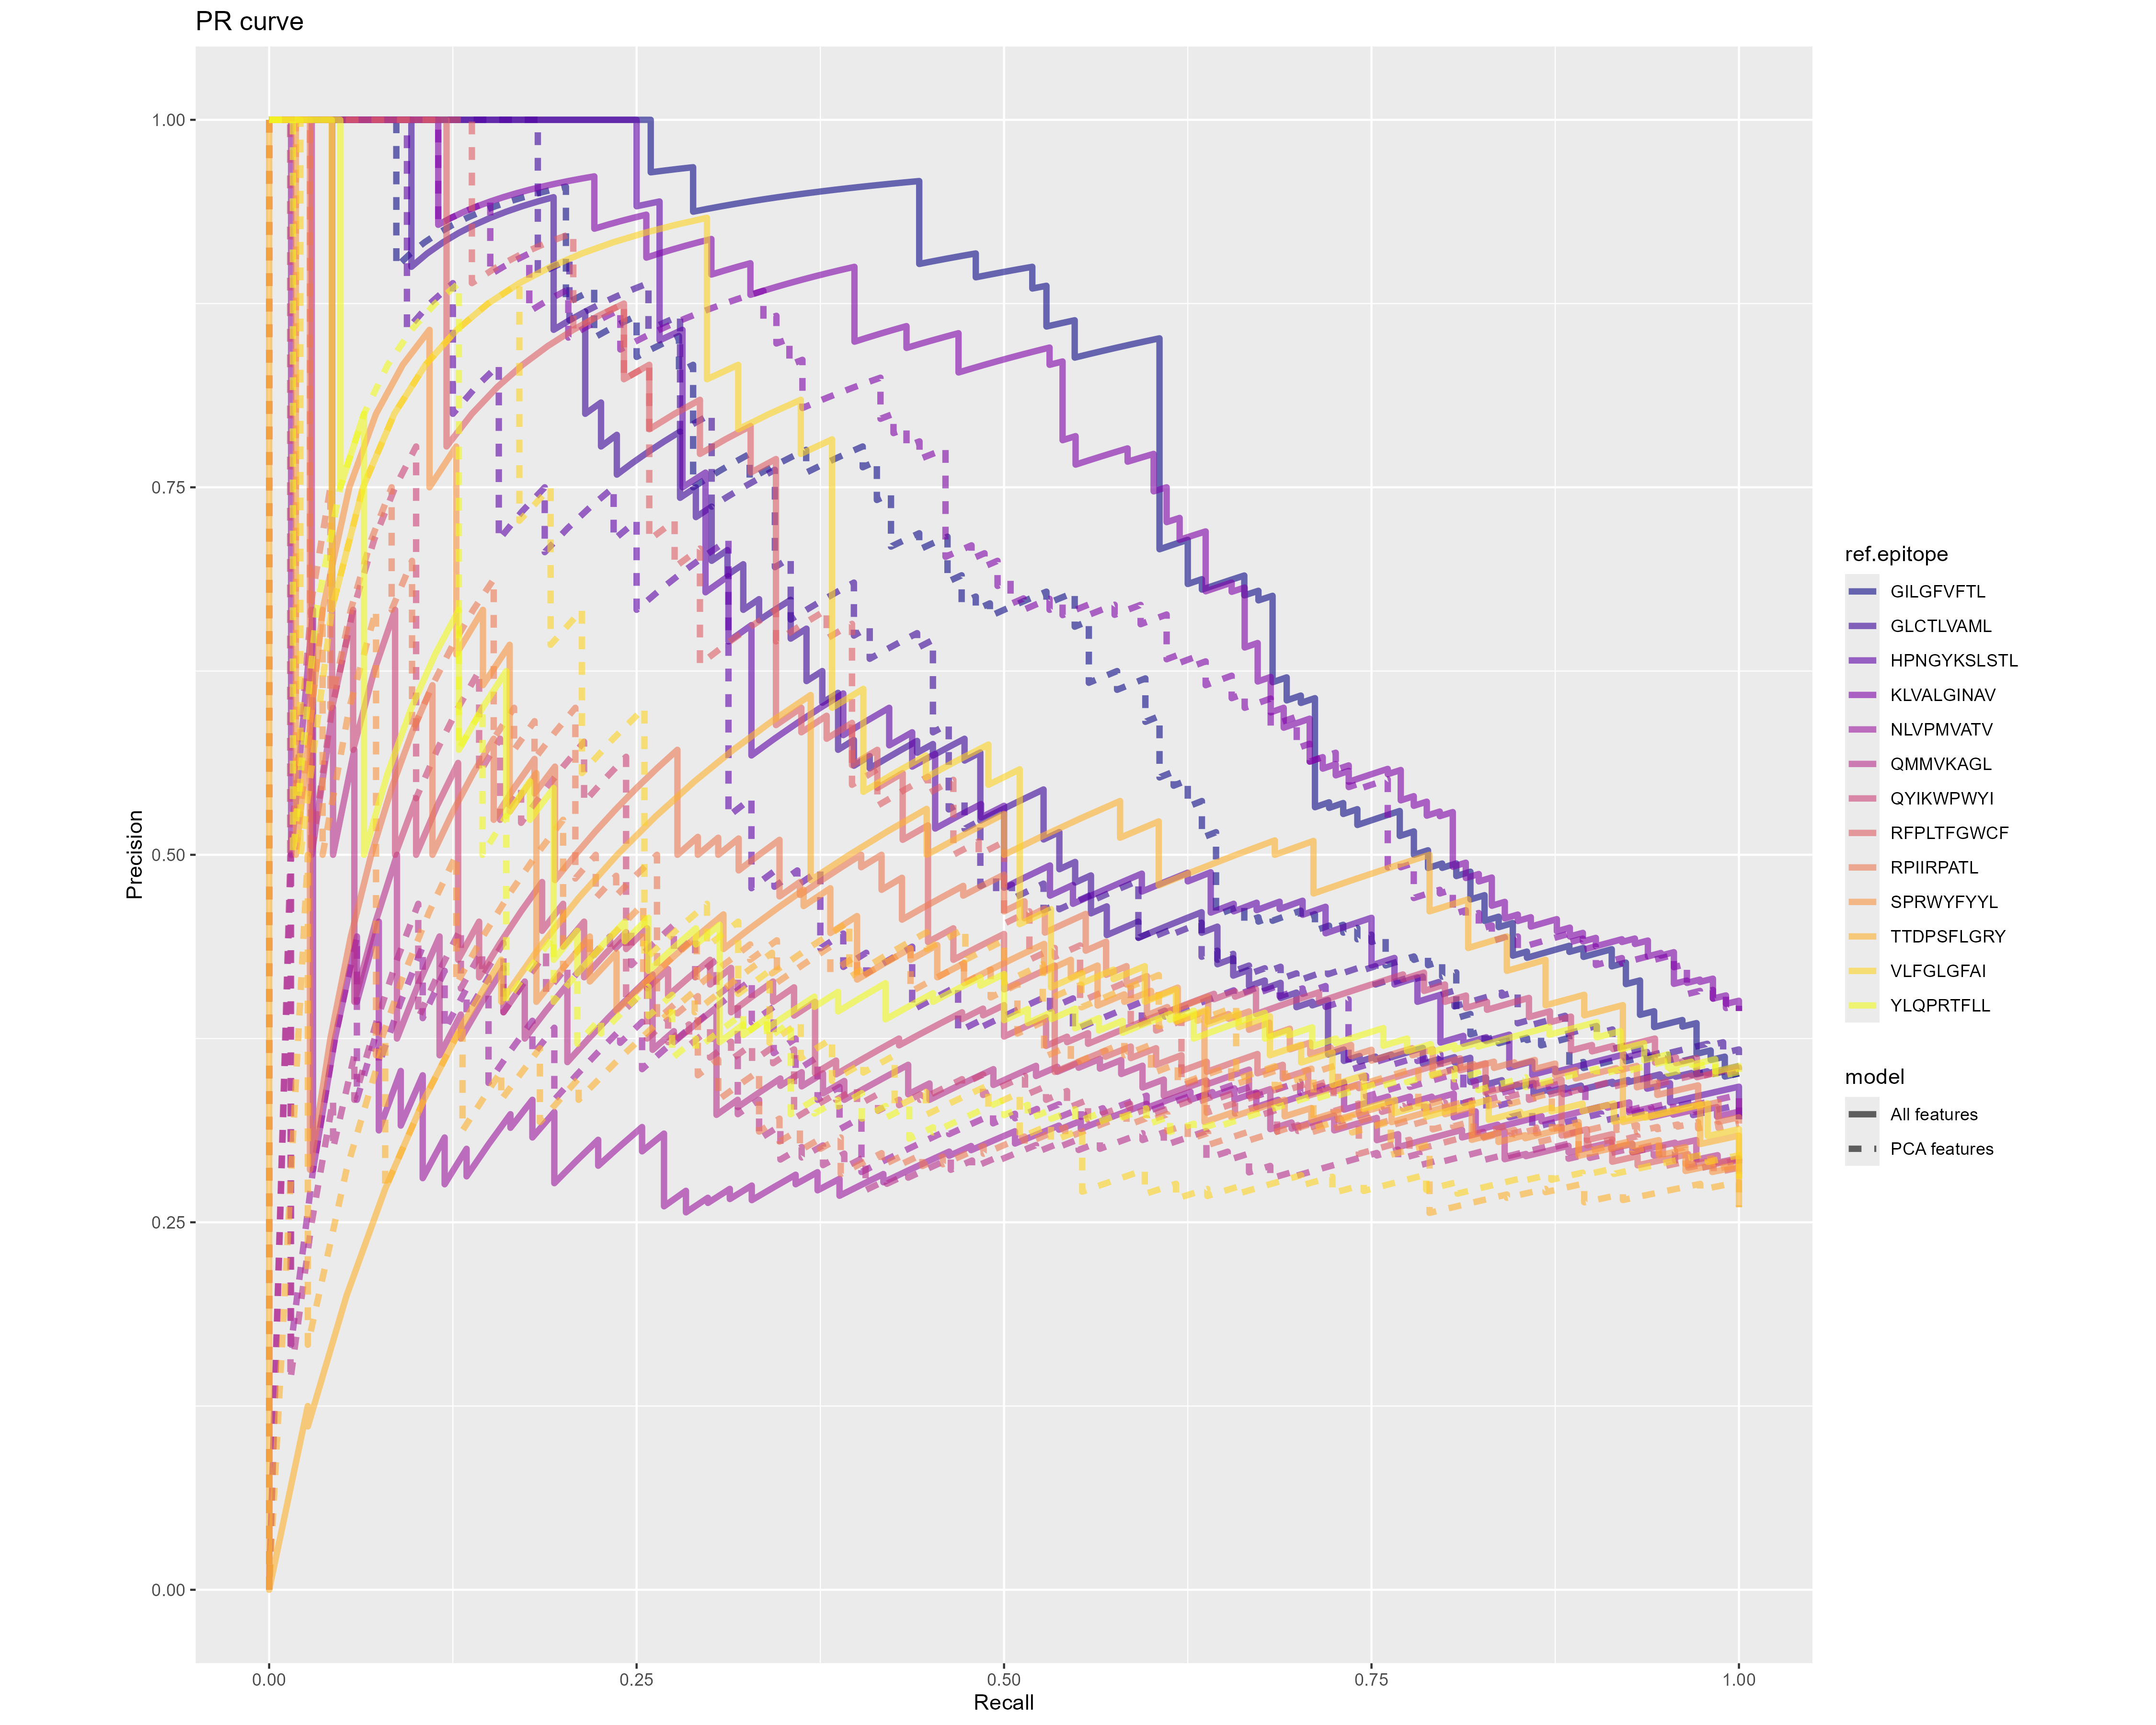 PR curve
1.00
0.75
0.50
0.25
0.00
Precision
0.00
0.25
0.50
0.75
1.00
Recall
ref.epitope
GILGFVFTL
GLCTLVAML
HPNGYKSLSTL
KLVALGINAV
NLVPMVATV
QMMVKAGL
QYIKWPWYI
RFPLTFGWCF
RPIIRPATL
SPRWYFYYL
TTDPSFLGRY
VLFGLGFAI
YLQPRTFLL
model
All features
PCA features